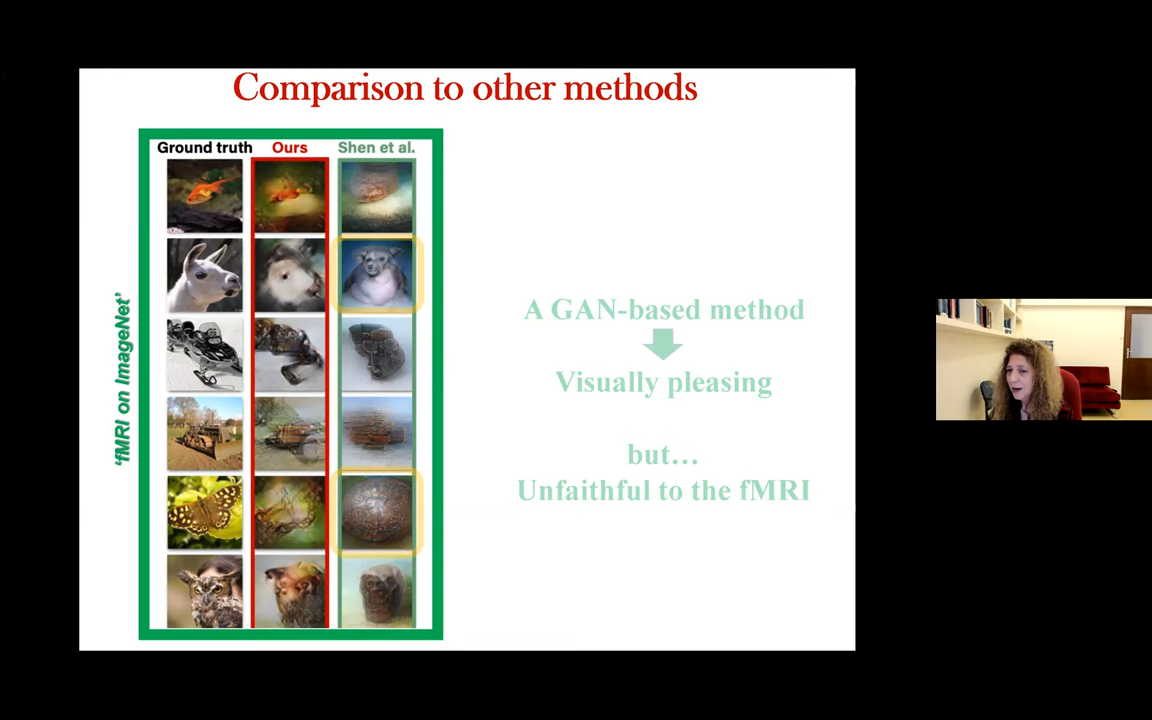 Comparison to other methods
Ground truth Ours Shen et al.
'fMRI on ImageNet'
A GAN-based method
Visually pleasing
but...
Unfaithful to the fMRI